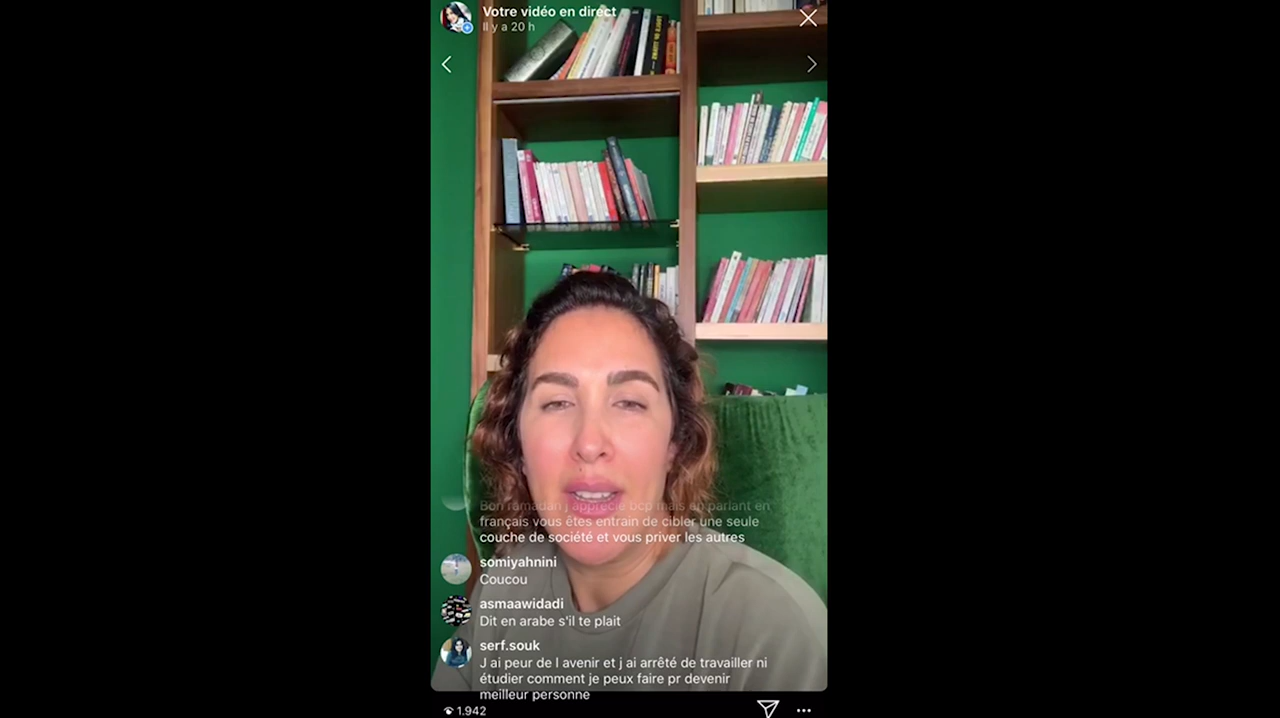 Votre vidéo en direct
Il y a 20 h
Bon ramadan j apprécie bcp mais en parlant en
français vous êtes entrain de cibler une seule
couche de société et vous priver les autres
somiyahnini
Coucou
asmaawidadi
Dit en arabe s'il te plait
serf.souk
J ai peur de l avenir et j ai arrêté de travailler ni
étudier comment je peux faire pr devenir
meilleur personne
1.942